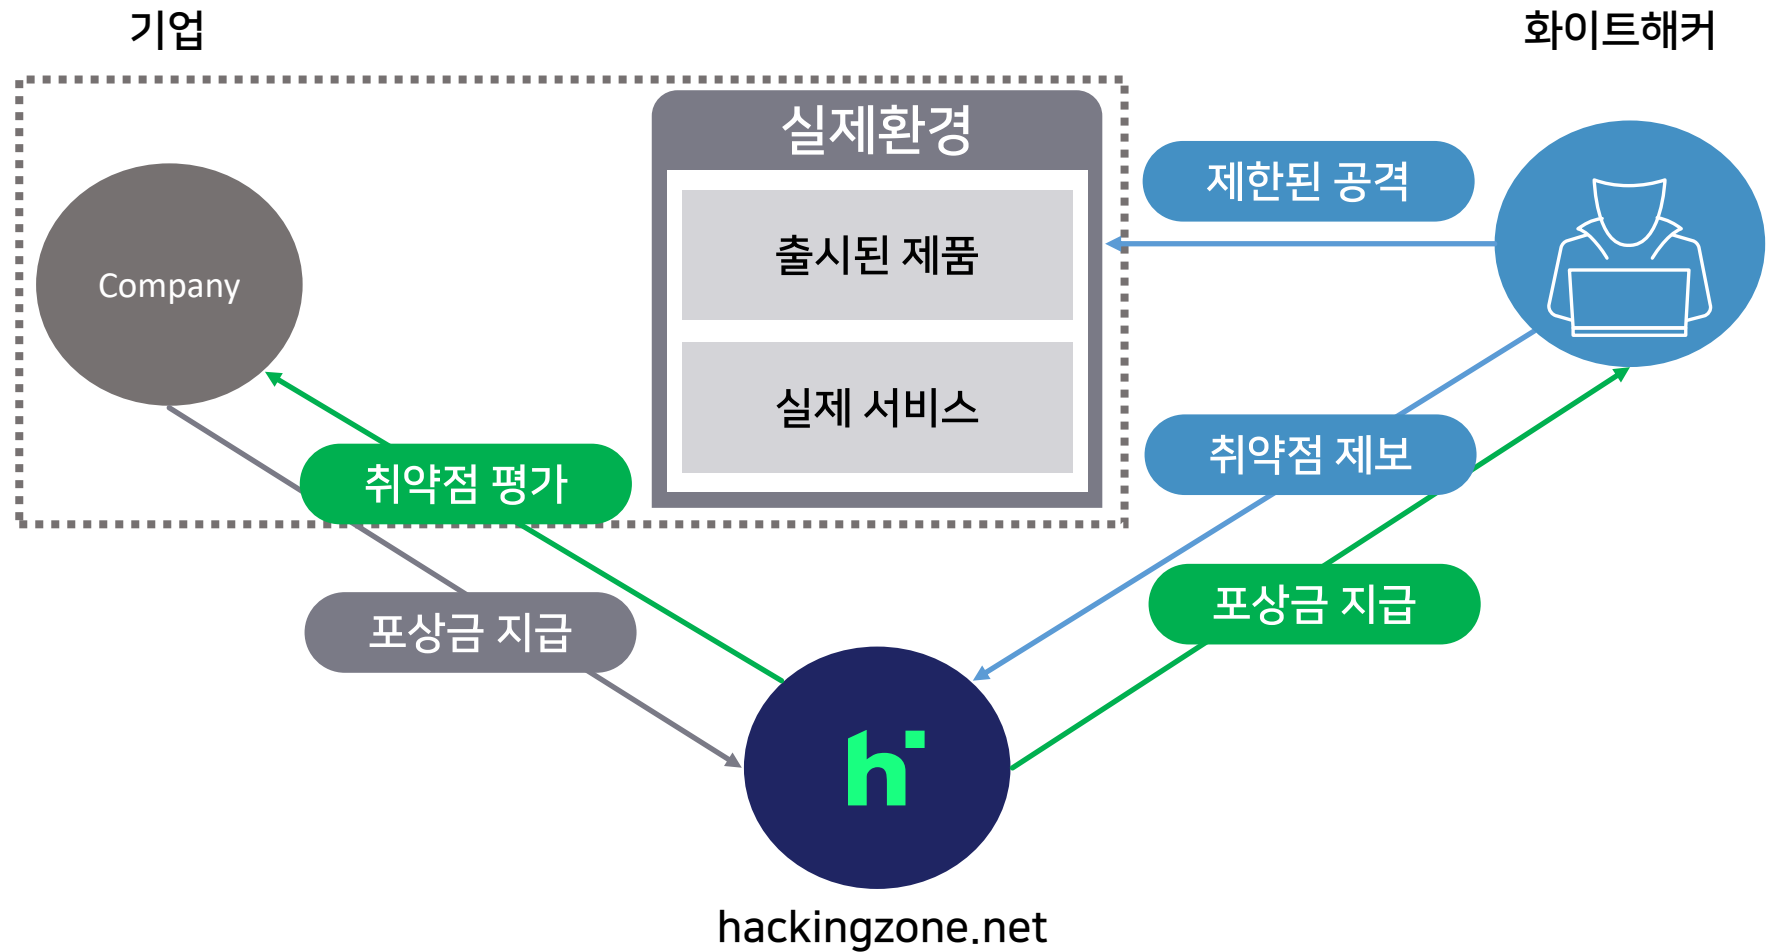 기업
화이트해커
실제환경
제한된 공격
출시된 제품
Company
실제 서비스
취약점 평가
취약점 제보
포상금 지급
포상금 지급
h
hackingzone.net